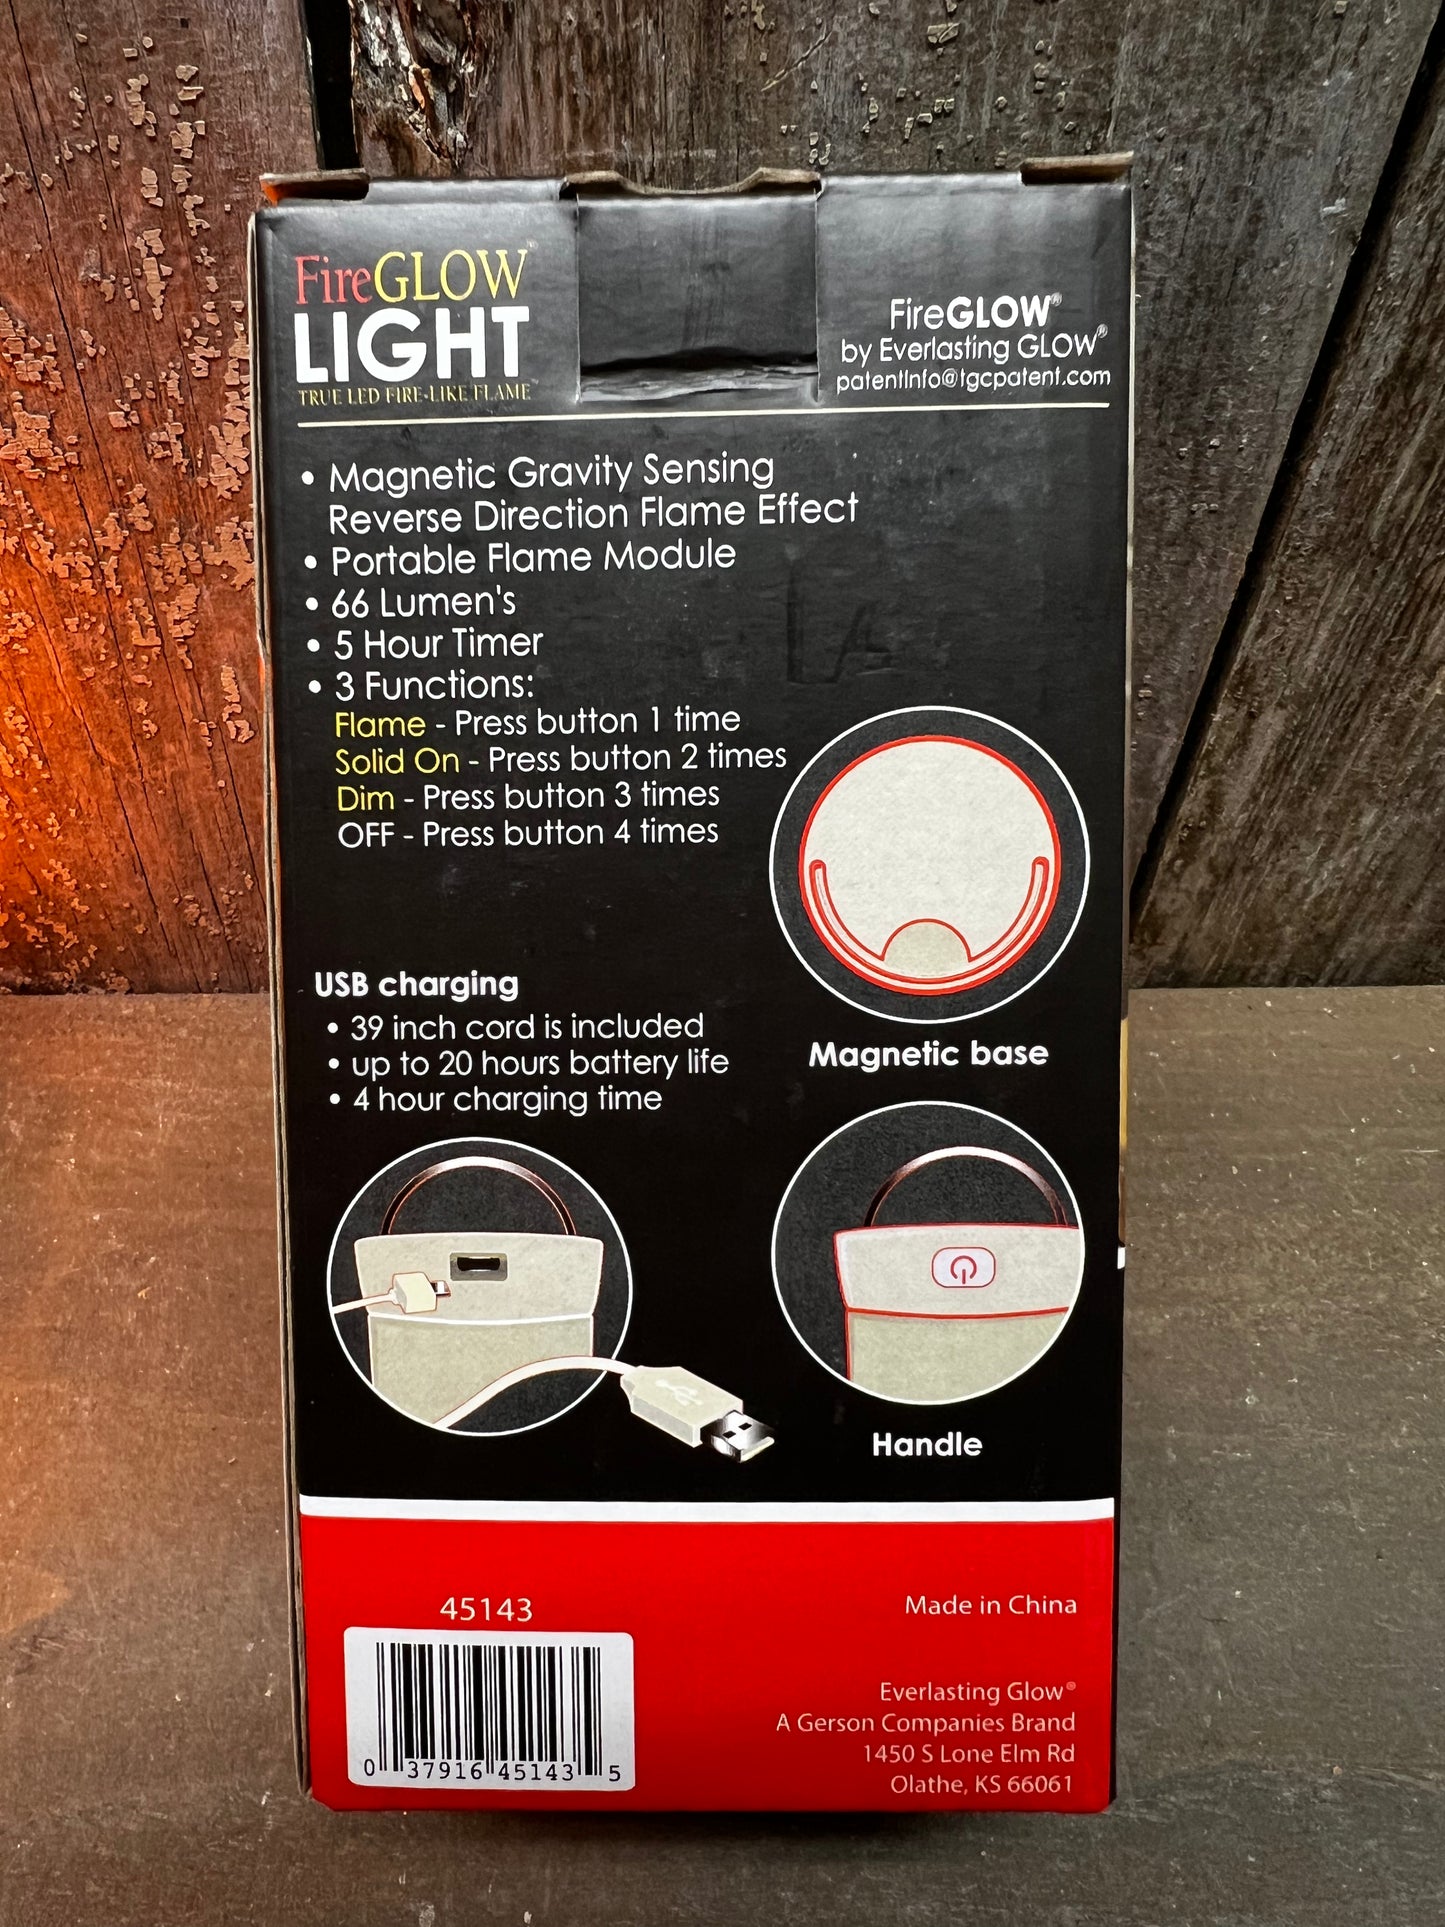 FireGLOW®
LIGHT
TRUE LED FIRE-LIKE FLAME
FireGLOW®
by Everlasting GLOW®
patentinfo@tgcpatent.com
• Magnetic Gravity Sensing
Reverse Direction Flame Effect
• Portable Flame Module
• 66 Lumen's
• 5 Hour Timer
• 3 Functions:
Flame - Press button 1 time
Solid On - Press button 2 times
Dim - Press button 3 times
OFF - Press button 4 times
USB charging
• 39 inch cord is included
• up to 20 hours battery life
• 4 hour charging time
Magnetic base
Handle
45143
0 37916 45143 5
Made in China
Everlasting Glow®
A Gerson Companies Brand
1450 S Lone Elm Rd
Olathe, KS 66061